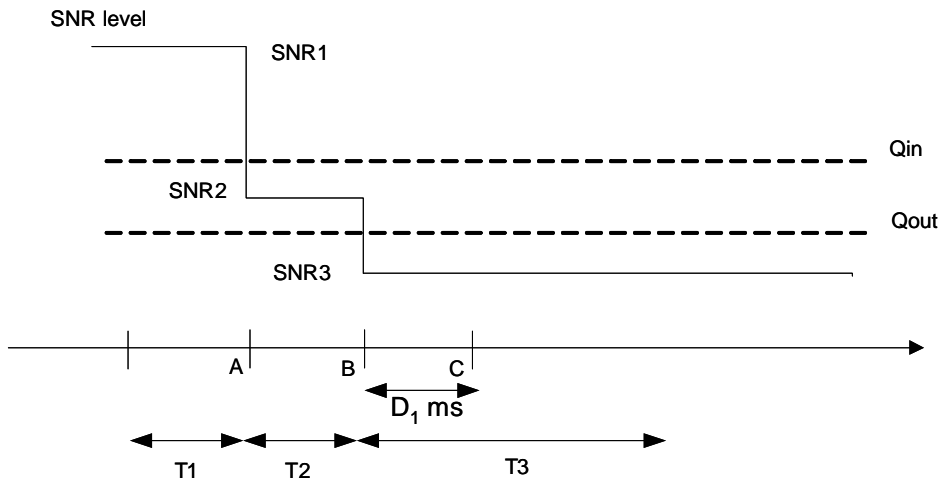 SNR level
SNR1
Qin
SNR2
Qout
SNR3
A
B
C
D₁ ms
T1
T2
T3